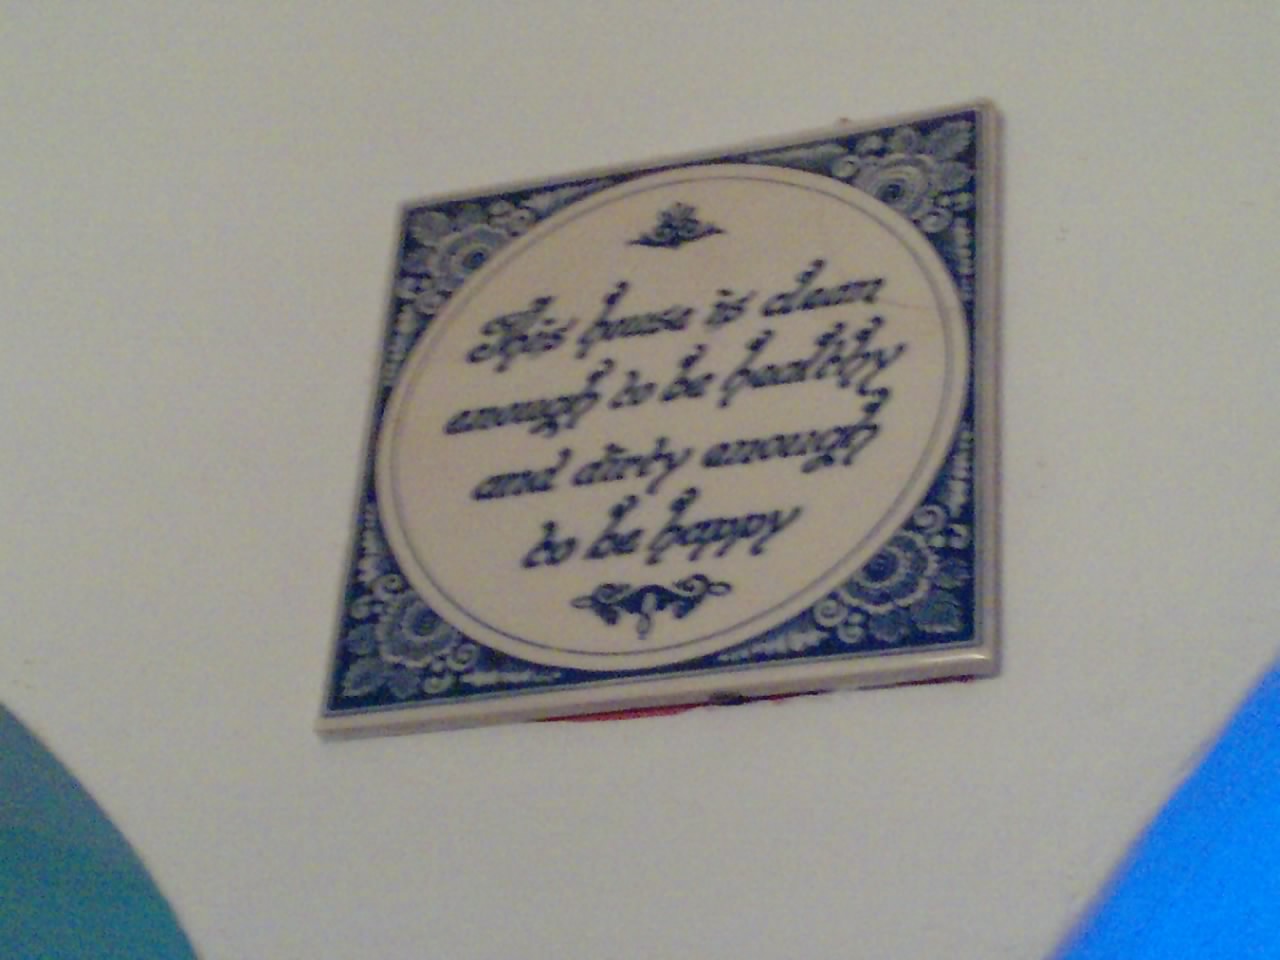 This house is clean
enough to be healthy
and dirty enough
to be happy